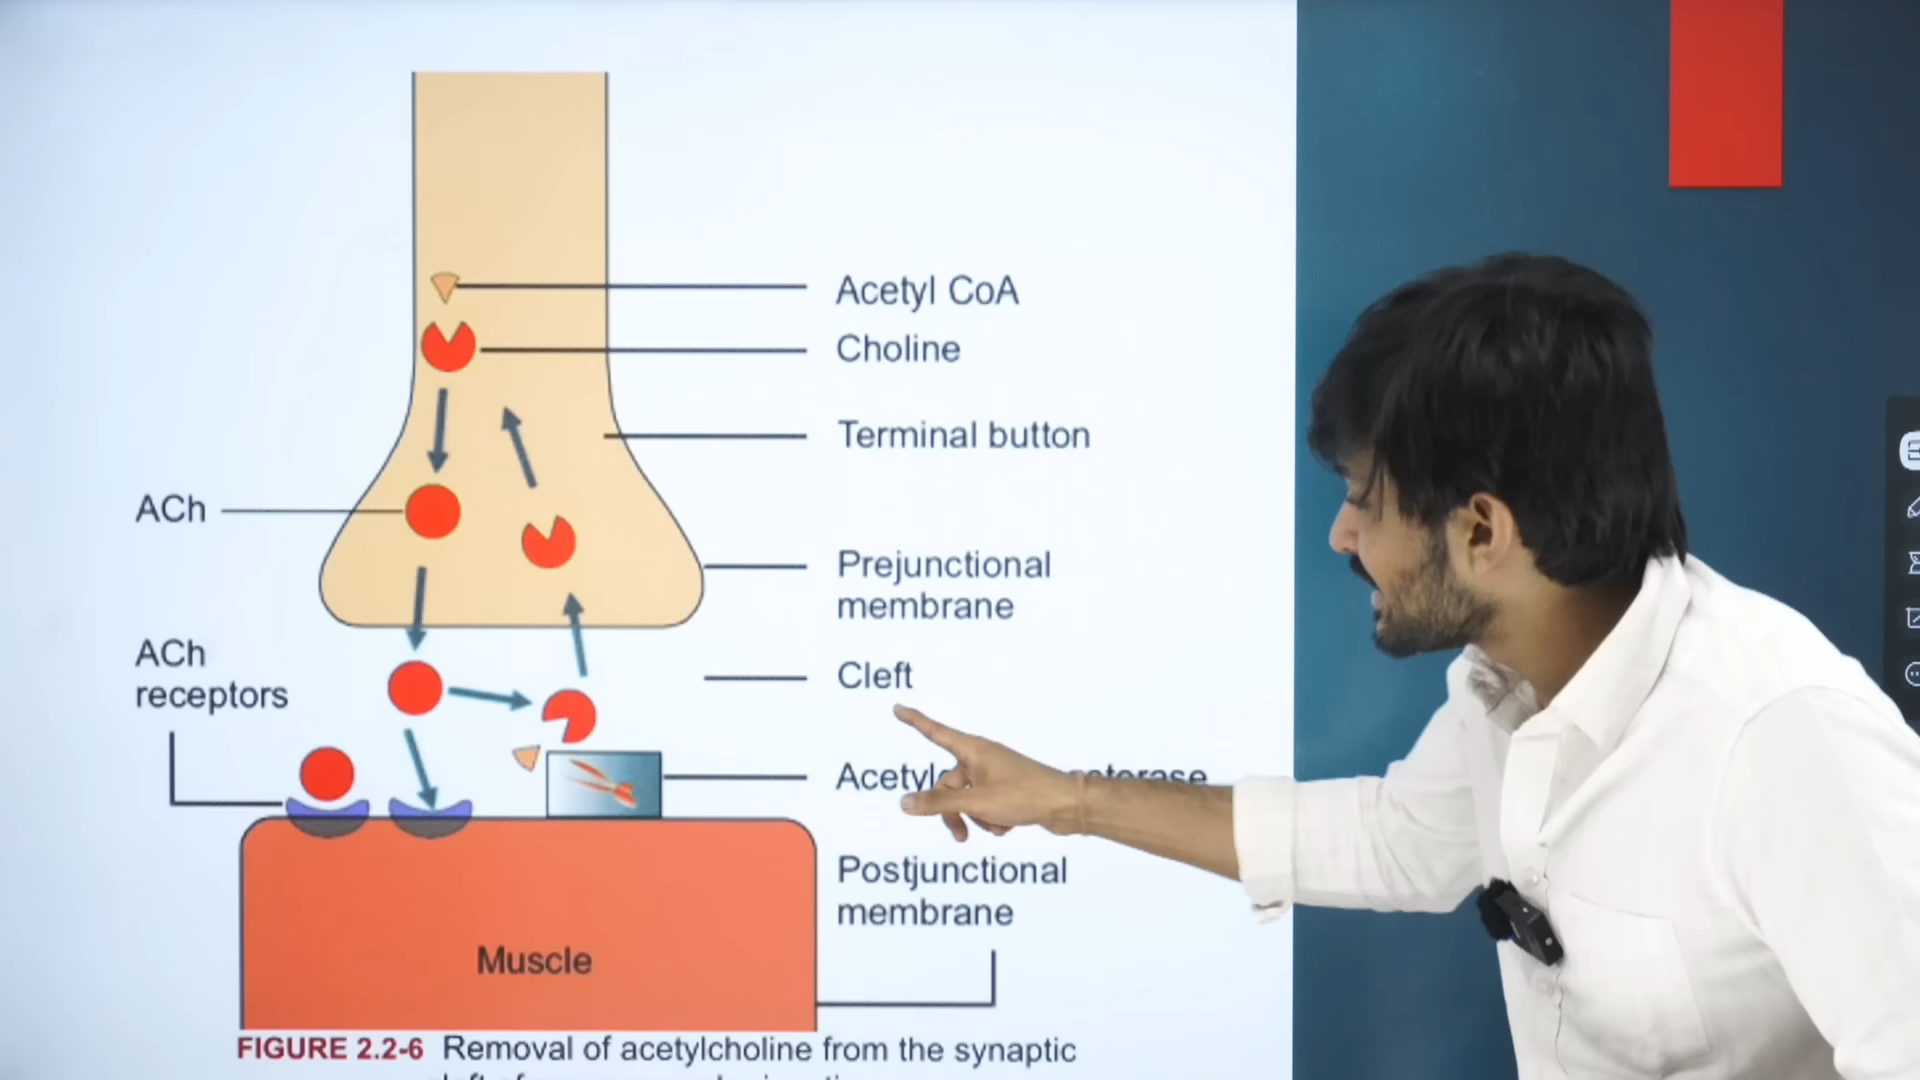 Acetyl CoA
Choline
Terminal button
ACh
Prejunctional
membrane
ACh
receptors
Cleft
Postjunctional
membrane
Muscle
FIGURE 2.2-6 Removal of acetylcholine from the synaptic